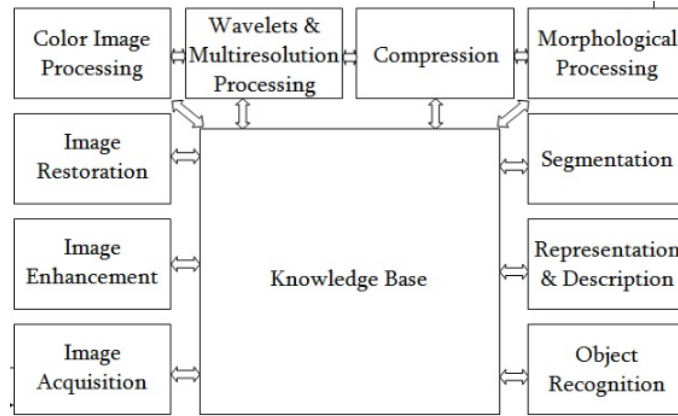 Color Image
Processing
Wavelets &
Multiresolution
Processing
Compression
Morphological
Processing
Image
Restoration
Segmentation
Image
Enhancement
Knowledge Base
Representation
& Description
Image
Acquisition
Object
Recognition